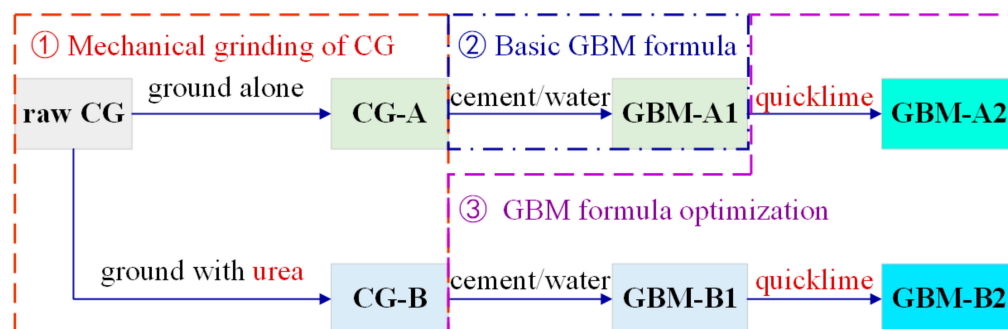 ① Mechanical grinding of CG
② Basic GBM formula
raw CG
ground alone
CG-A
cement/water
GBM-A1
quicklime
GBM-A2
③ GBM formula optimization
ground with urea
CG-B
cement/water
GBM-B1
quicklime
GBM-B2